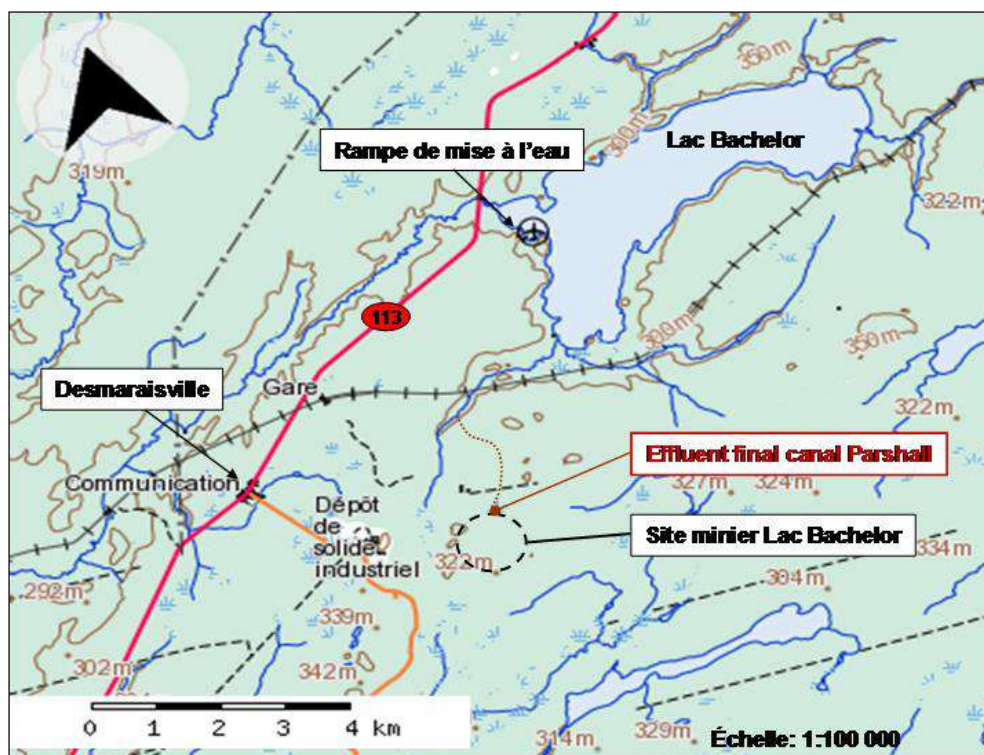 350m
Lac Bachelor
Rampe de mise à l'eau
300m
319m
322m
113
300m
350m
Desmaraisville
Gare
322m
Effluent final canal Parshall
Communication
327m
324m
Dépôt
de
solide
industriel
Site minier Lac Bachelor
322m
334m
304m
292m
339m
302m
342m
0 1 2 3 4 km
314m
329m
Échelle: 1:100 000